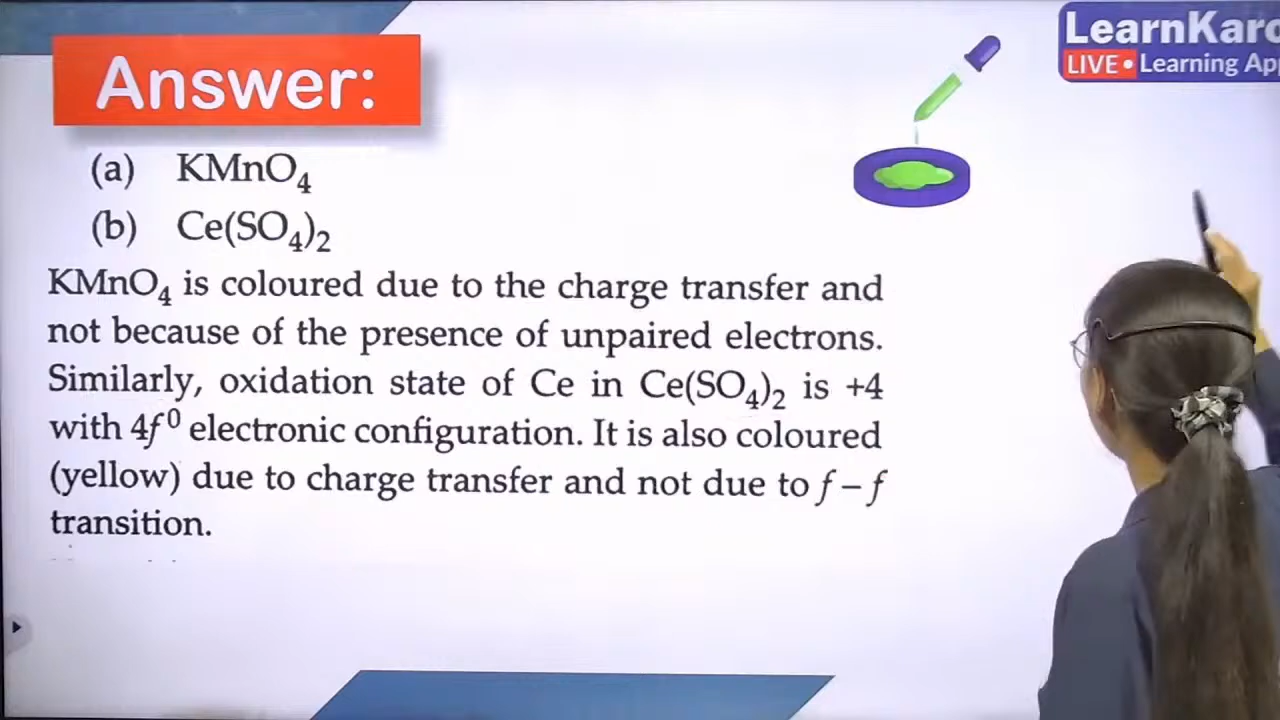 LearnKaro
LIVE • Learning App
Answer:
(a) KMnO₄
(b) Ce(SO₄)₂
KMnO₄ is coloured due to the charge transfer and
not because of the presence of unpaired electrons.
Similarly, oxidation state of Ce in Ce(SO₄)₂ is +4
with 4f⁰ electronic configuration. It is also coloured
(yellow) due to charge transfer and not due to f – f
transition.